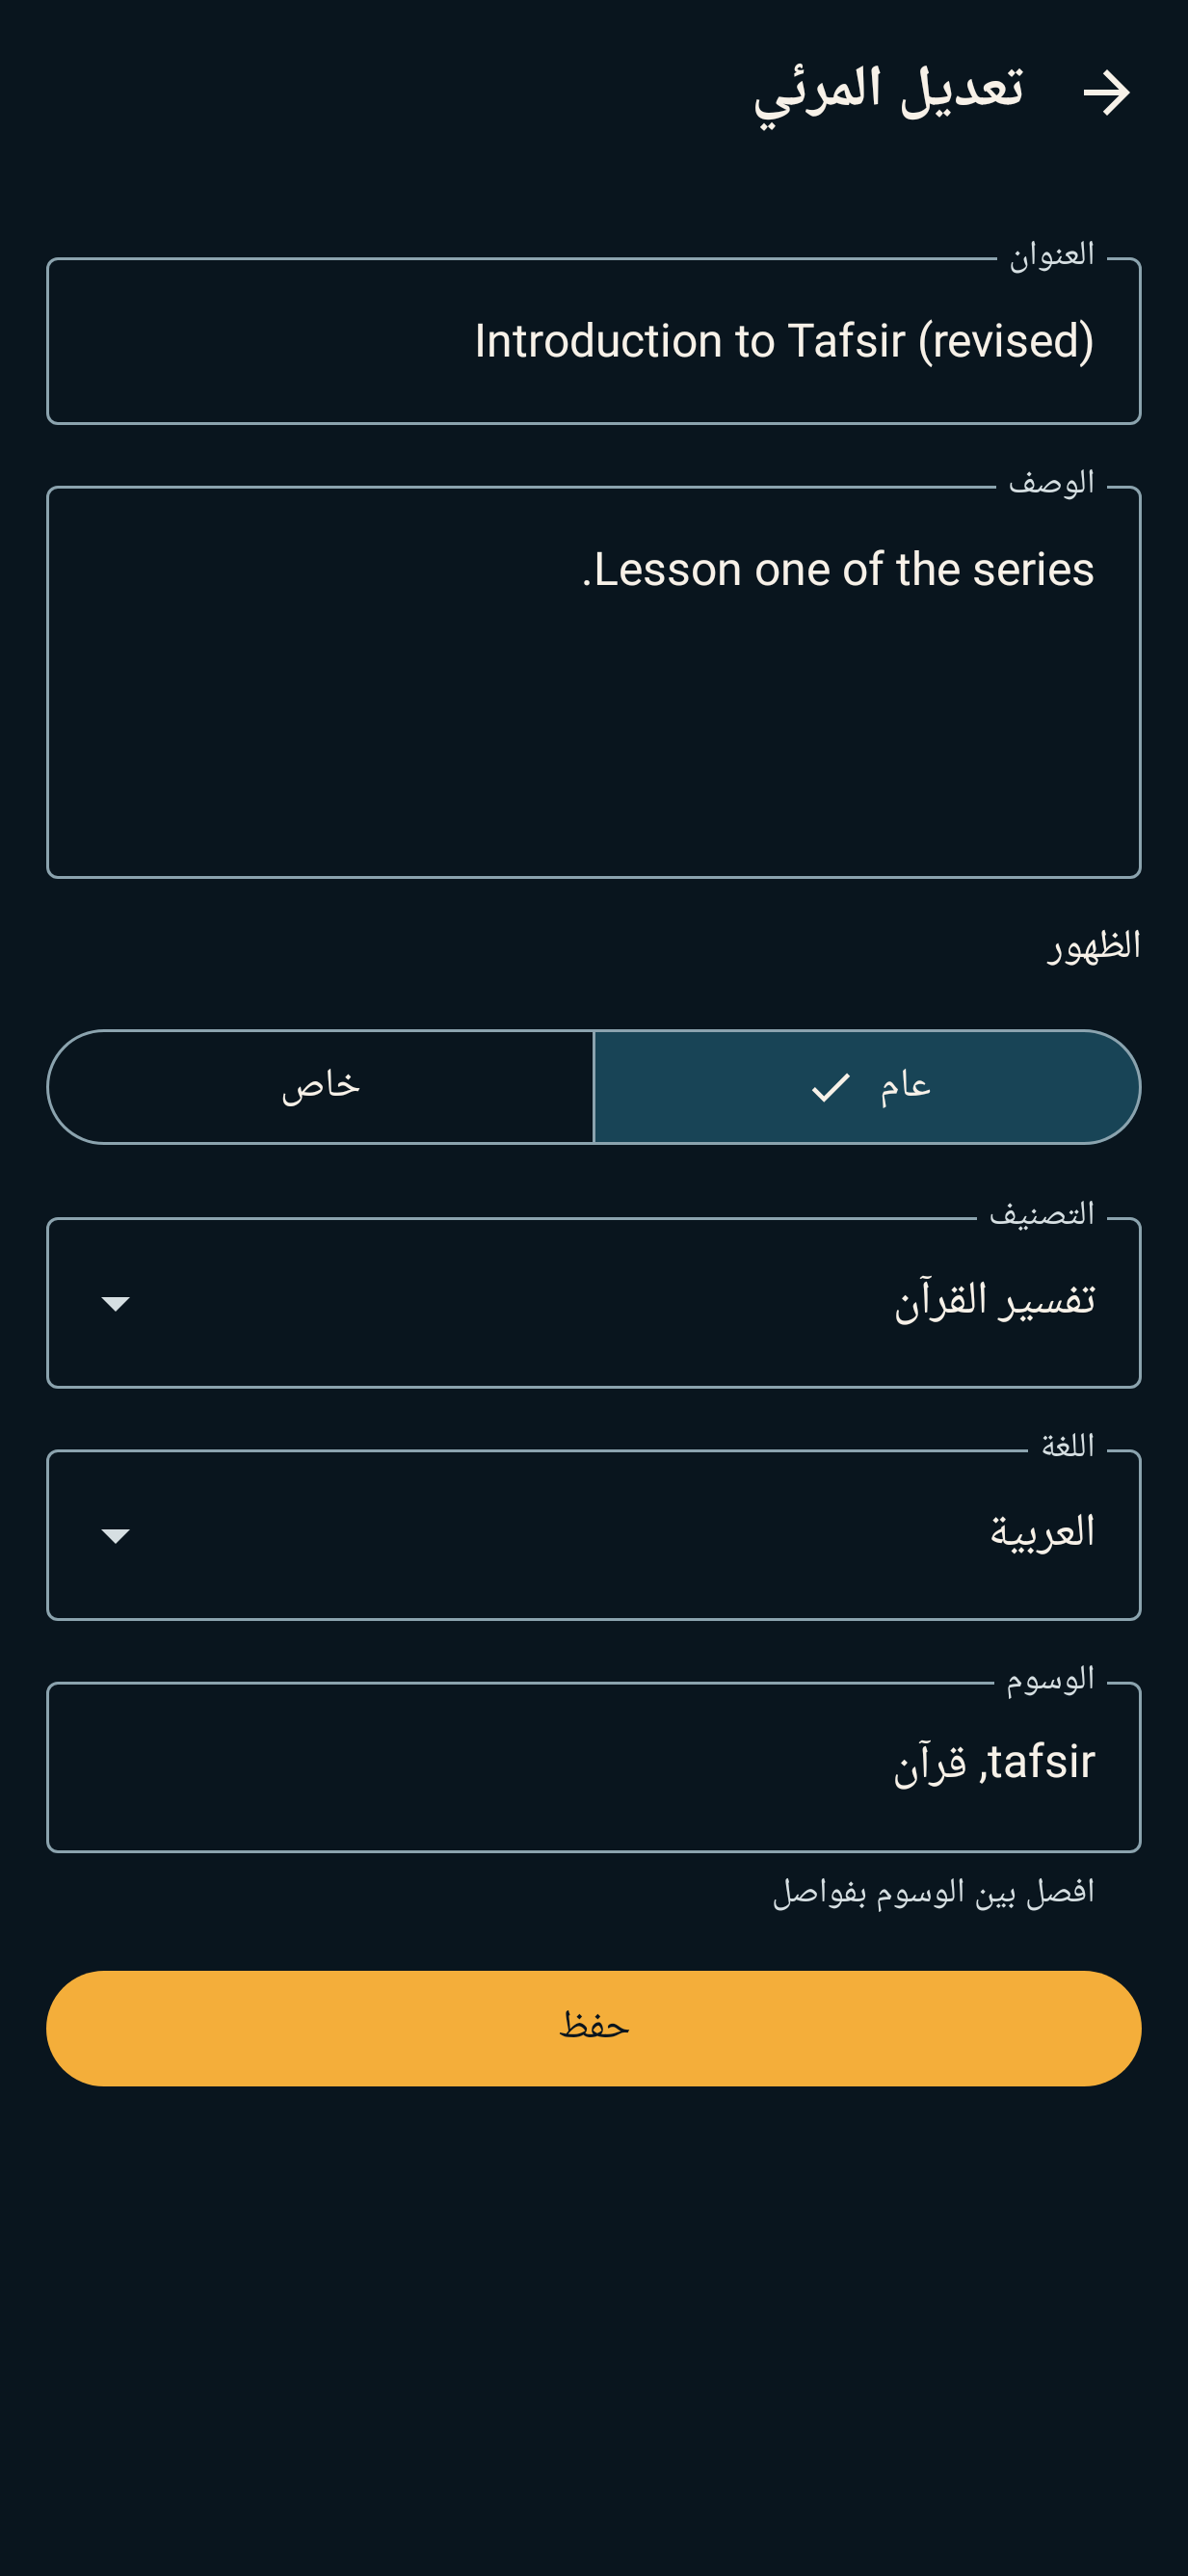 تعديل المرئي
العنوان
Introduction to Tafsir (revised)
الوصف
Lesson one of the series.
الظهور
عام
خاص
التصنيف
تفسير القرآن
اللغة
العربية
الوسوم
tafsir, قرآن
افصل بين الوسوم بفواصل
حفظ